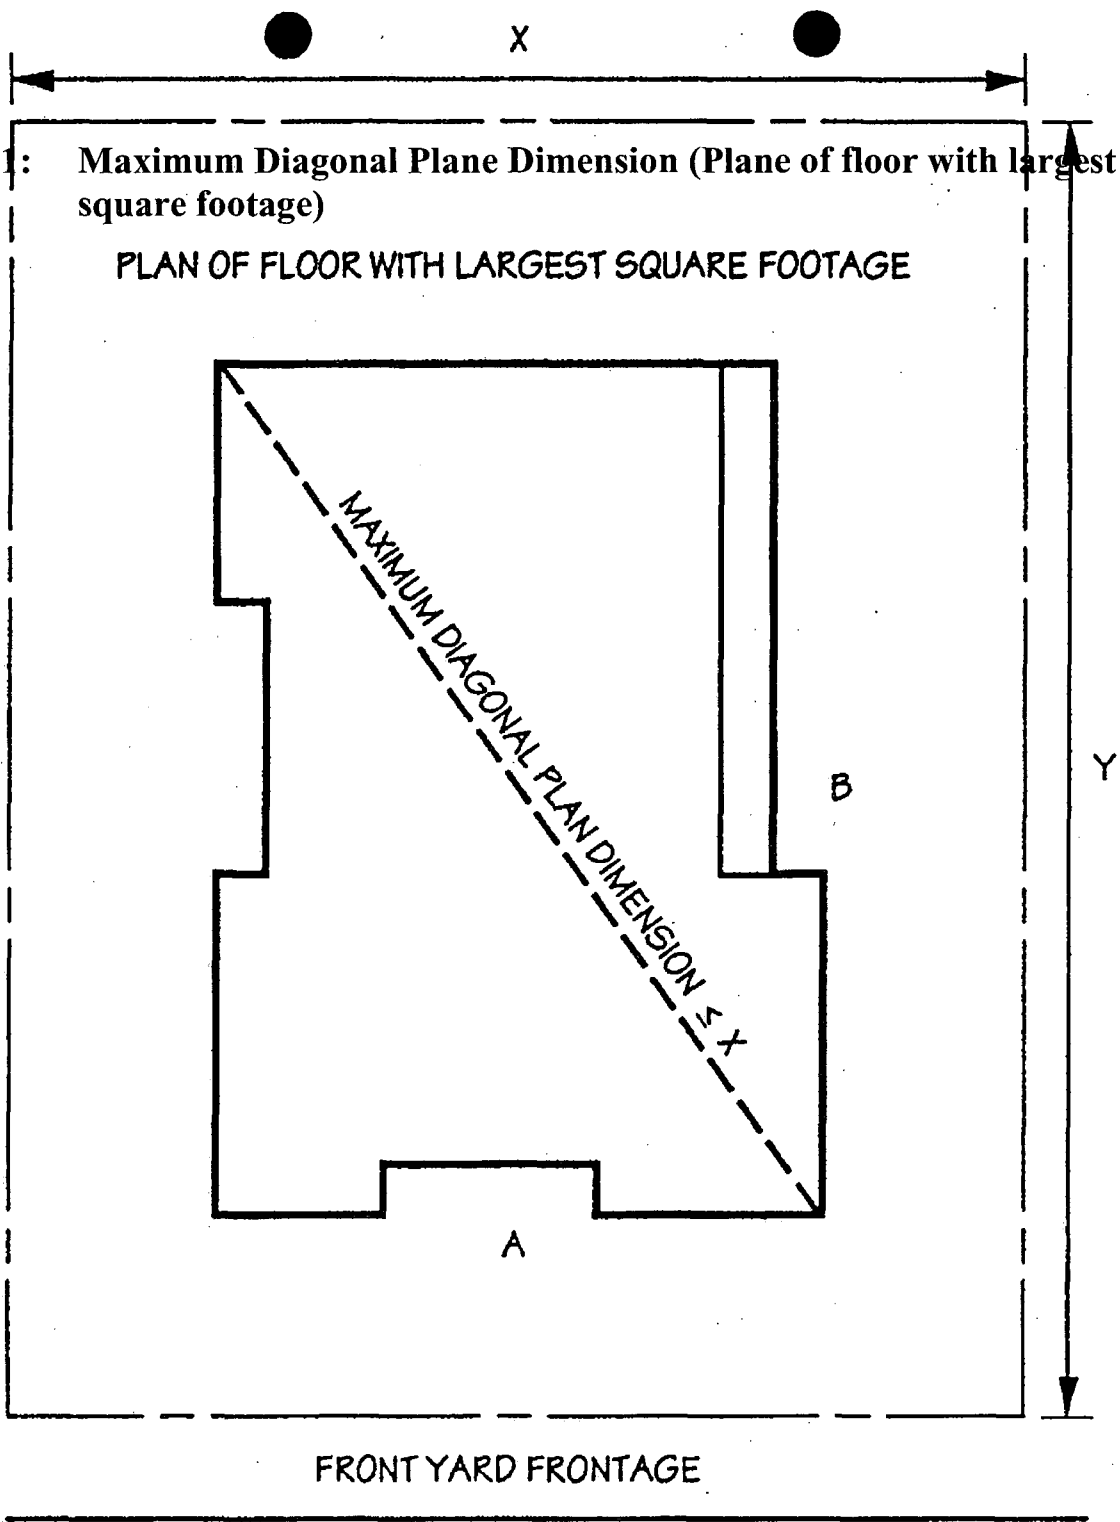 X
1: Maximum Diagonal Plane Dimension (Plane of floor with largest
square footage)
PLAN OF FLOOR WITH LARGEST SQUARE FOOTAGE
MAXIMUM DIAGONAL PLAN DIMENSION ≤ X
B
Y
A
FRONT YARD FRONTAGE